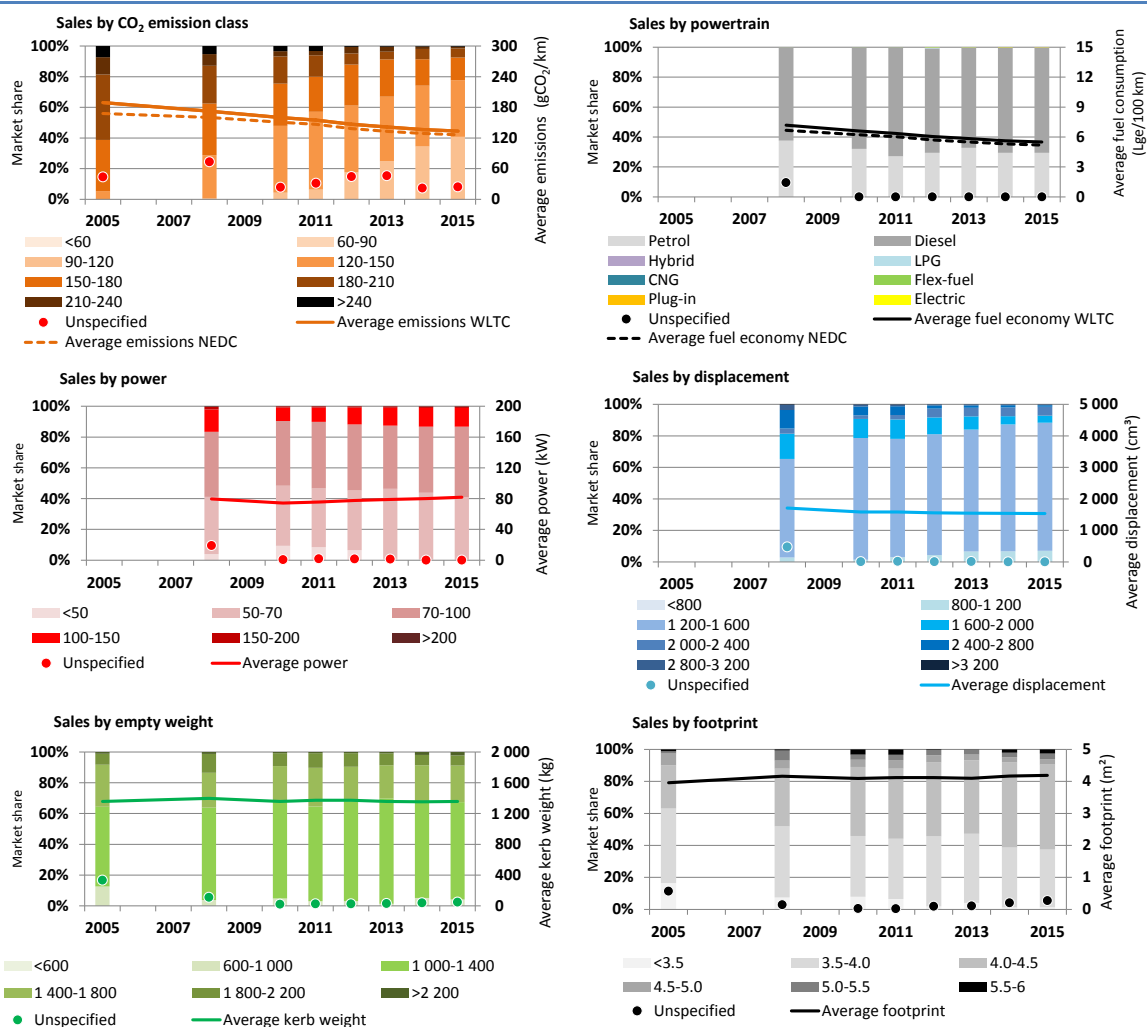 Sales by CO₂ emission class
100%
80%
60%
40%
20%
0%
Market share
300
240
180
120
60
0
Average emissions (gCO₂/km)
2005 2007 2009 2011 2013 2015
<60 60-90
90-120 120-150
150-180 180-210
210-240 >240
Unspecified Average emissions WLTC
Average emissions NEDC
Sales by powertrain
100%
80%
60%
40%
20%
0%
Market share
15
12
9
6
3
0
Average fuel consumption
(Lge/100 km)
2005 2007 2009 2011 2013 2015
Petrol Diesel
Hybrid LPG
CNG Flex-fuel
Plug-in Electric
Unspecified Average fuel economy WLTC
Average fuel economy NEDC
Sales by power
100%
80%
60%
40%
20%
0%
Market share
200
160
120
80
40
0
Average power (kW)
2005 2007 2009 2011 2013 2015
<50 50-70 70-100
100-150 150-200 >200
Unspecified Average power
Sales by displacement
100%
80%
60%
40%
20%
0%
Market share
5 000
4 000
3 000
2 000
1 000
0
Average displacement (cm³)
2005 2007 2009 2011 2013 2015
<800 800-1 200
1 200-1 600 1 600-2 000
2 000-2 400 2 400-2 800
2 800-3 200 >3 200
Unspecified Average displacement
Sales by empty weight
100%
80%
60%
40%
20%
0%
Market share
2 000
1 600
1 200
800
400
0
Average kerb weight (kg)
2005 2007 2009 2011 2013 2015
<600 600-1 000 1 000-1 400
1 400-1 800 1 800-2 200 >2 200
Unspecified Average kerb weight
Sales by footprint
100%
80%
60%
40%
20%
0%
Market share
5
4
3
2
1
0
Average footprint (m²)
2005 2007 2009 2011 2013 2015
<3.5 3.5-4.0 4.0-4.5
4.5-5.0 5.0-5.5 5.5-6
Unspecified Average footprint